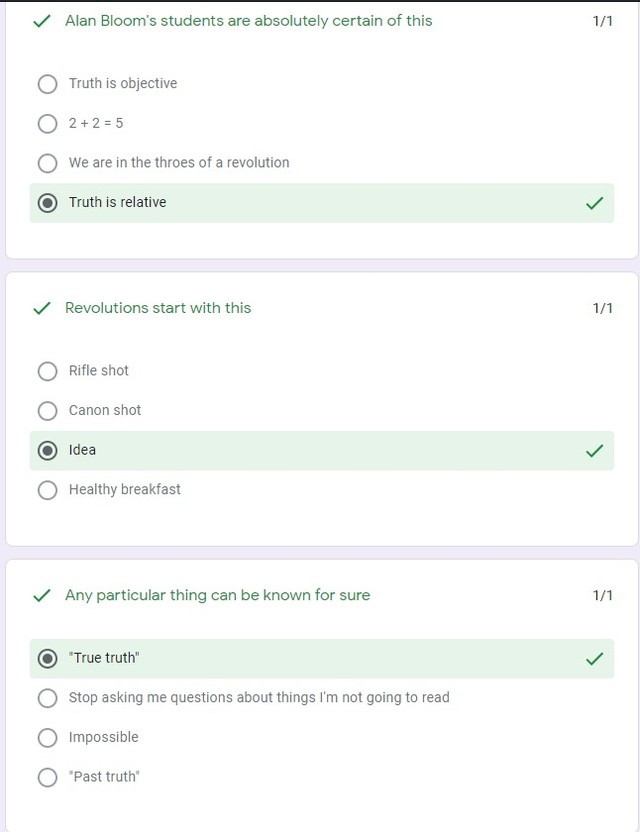 Alan Bloom's students are absolutely certain of this 1/1
Truth is objective
2 + 2 = 5
We are in the throes of a revolution
Truth is relative
Revolutions start with this 1/1
Rifle shot
Canon shot
Idea
Healthy breakfast
Any particular thing can be known for sure 1/1
"True truth"
Stop asking me questions about things I'm not going to read
Impossible
"Past truth"